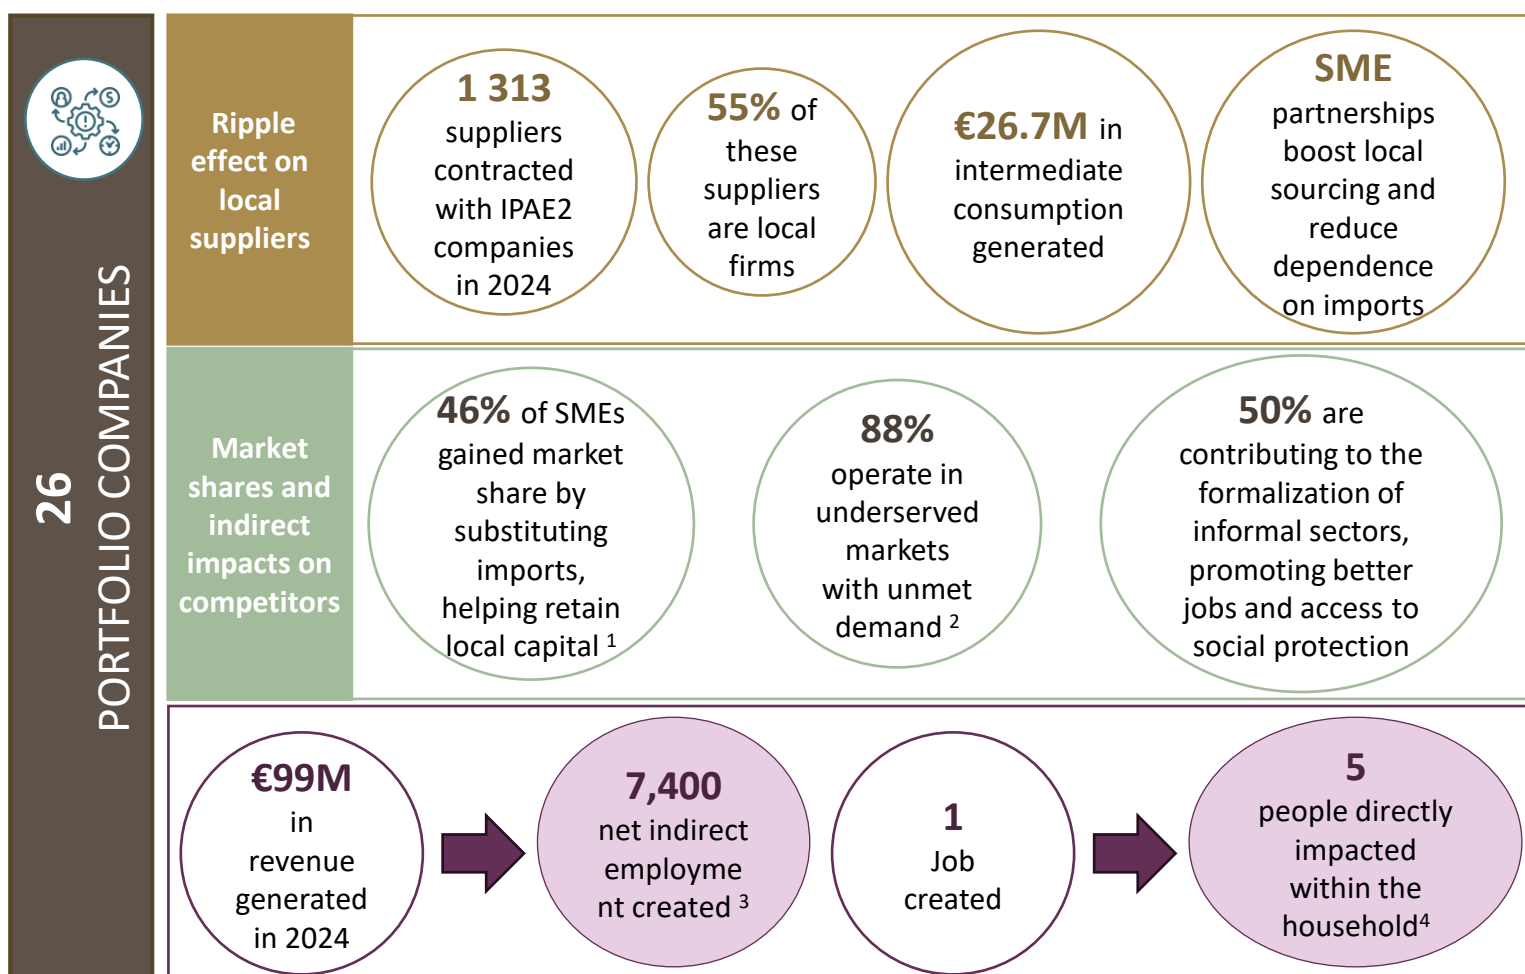 26
PORTFOLIO COMPANIES
Ripple
effect on
local
suppliers
1 313
suppliers
contracted
with IPAE2
companies
in 2024
55% of
these
suppliers
are local
firms
€26.7M in
intermediate
consumption
generated
SME
partnerships
boost local
sourcing and
reduce
dependence
on imports
Market
shares and
indirect
impacts on
competitors
46% of SMEs
gained market
share by
substituting
imports,
helping retain
local capital ¹
88%
operate in
underserved
markets
with unmet
demand ²
50% are
contributing to the
formalization of
informal sectors,
promoting better
jobs and access to
social protection
€99M
in
revenue
generated
in 2024
7,400
net indirect
employme
nt created ³
1
Job
created
5
people directly
impacted
within the
household⁴